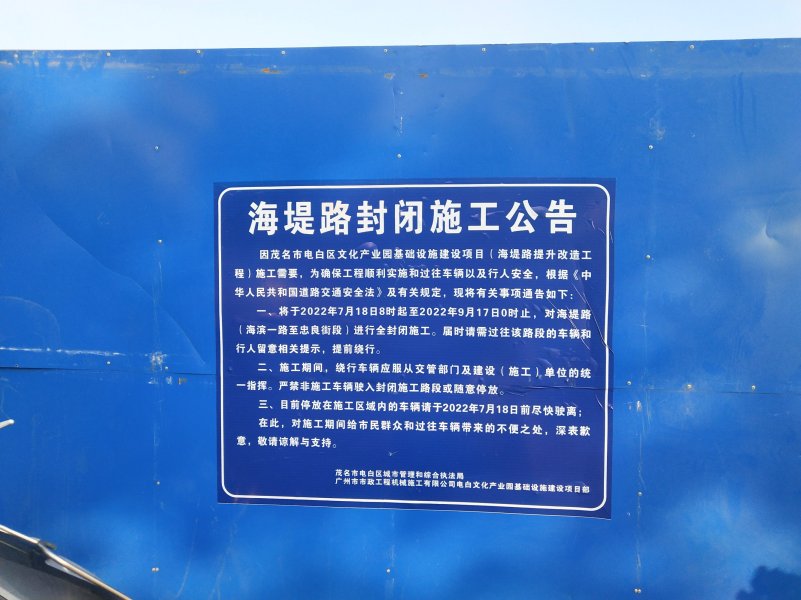 海堤路封闭施工公告
因茂名市电白区文化产业园基础设施建设项目（海堤路提升改造工
程）施工需要，为确保工程顺利实施和过往车辆以及行人安全，根据《中
华人民共和国道路交通安全法》及有关规定，现将有关事项通告如下：
一、将于2022年7月18日8时起至2022年9月17日0时止，对海堤路
（海滨一路至忠良街段）进行全封闭施工。届时请需过往该路段的车辆和
行人留意相关提示，提前绕行。
二、施工期间，绕行车辆应服从交管部门及建设（施工）单位的统
一指挥。严禁非施工车辆驶入封闭施工路段或随意停放。
三、目前停放在施工区域内的车辆请于2022年7月18日前尽快驶离；
在此，对施工期间给市民群众和过往车辆带来的不便之处，深表歉
意，敬请谅解与支持。
茂名市电白区城市管理和综合执法局
广州市市政工程机械施工有限公司电白文化产业园基础设施建设项目部